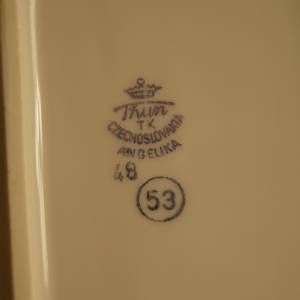 Thun
TK
CZECHOSLOVAKIA
ANGELIKA
48
53